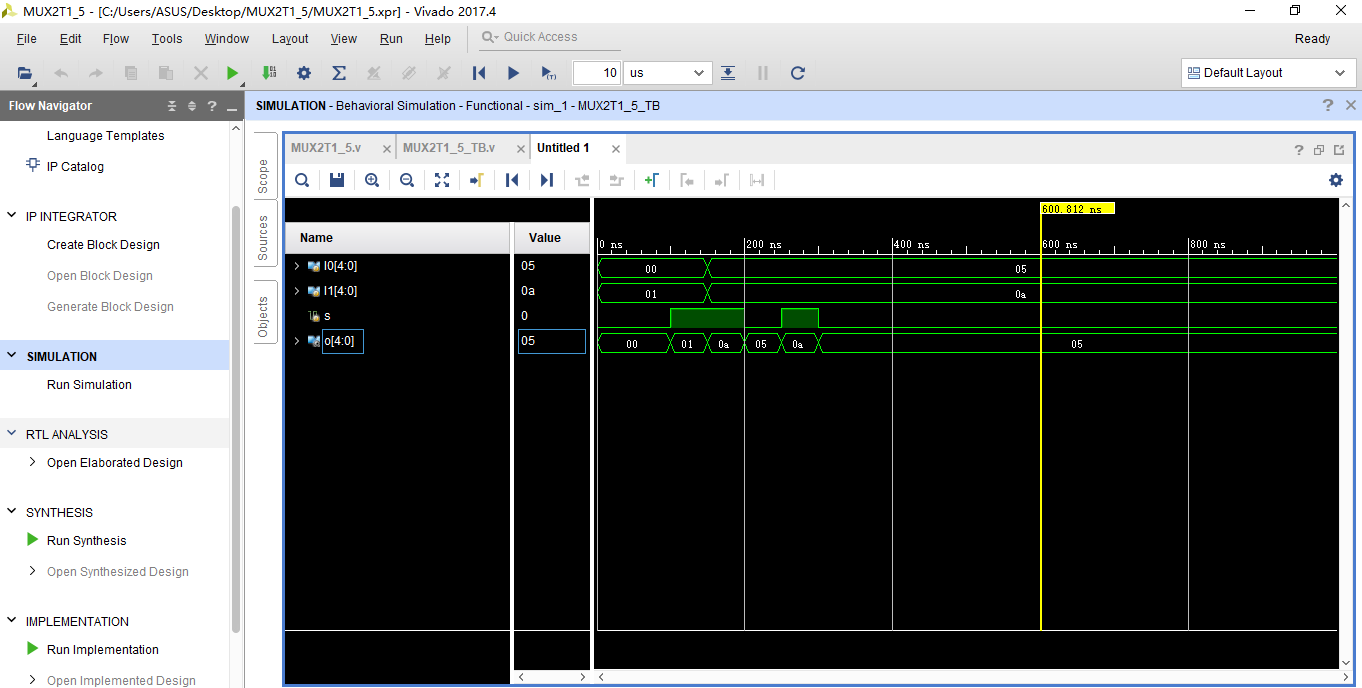 MUX2T1_5 - [C:/Users/ASUS/Desktop/MUX2T1_5/MUX2T1_5.xpr] - Vivado 2017.4
File Edit Flow Tools Window Layout View Run Help Quick Access Ready
10 us Default Layout
Flow Navigator
Language Templates
IP Catalog
IP INTEGRATOR
Create Block Design
Open Block Design
Generate Block Design
SIMULATION
Run Simulation
RTL ANALYSIS
Open Elaborated Design
SYNTHESIS
Run Synthesis
Open Synthesized Design
IMPLEMENTATION
Run Implementation
Open Implemented Design
SIMULATION - Behavioral Simulation - Functional - sim_1 - MUX2T1_5_TB
Scope
Sources
Objects
MUX2T1_5.v MUX2T1_5_TB.v Untitled 1
600.812 ns
Name Value 0 ns 200 ns 400 ns 600 ns 800 ns
I0[4:0] 05 00 05
I1[4:0] 0a 01 0a
s 0
o[4:0] 05 00 01 0a 05 0a 05